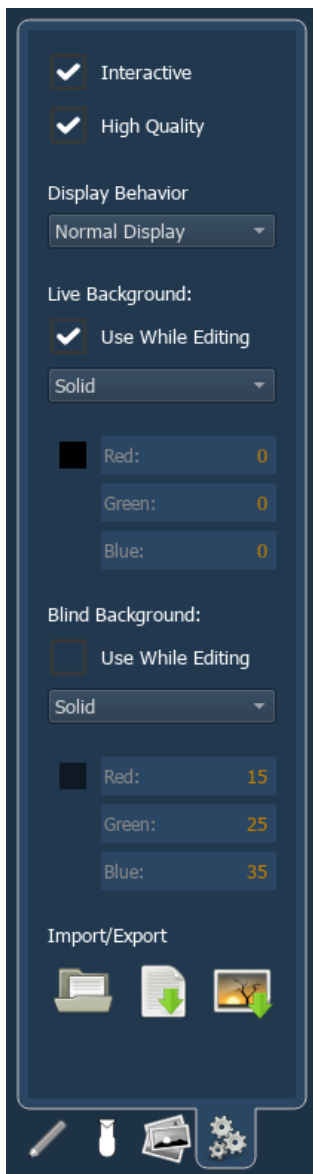 Interactive
High Quality
Display Behavior
Normal Display
Live Background:
Use While Editing
Solid
Red: 0
Green: 0
Blue: 0
Blind Background:
Use While Editing
Solid
Red: 15
Green: 25
Blue: 35
Import/Export